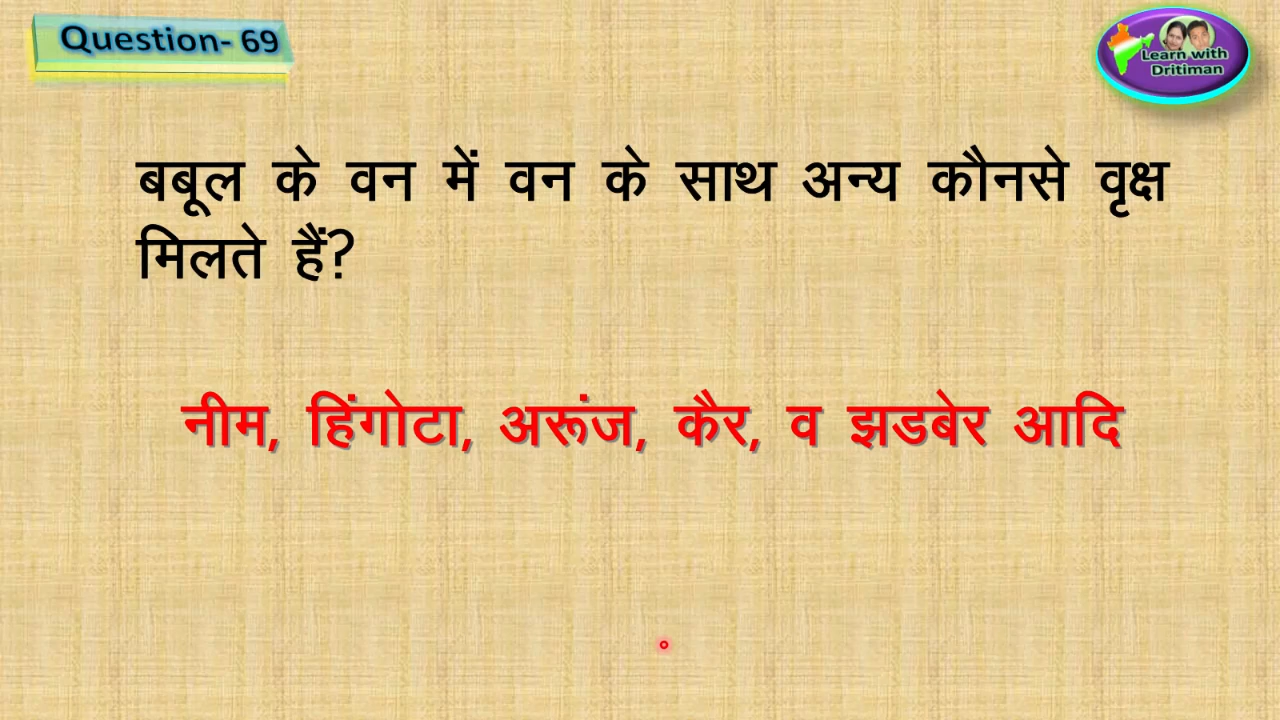 Question- 69
Learn with
Dritiman
बबूल के वन में वन के साथ अन्य कौनसे वृक्ष
मिलते हैं?
नीम, हिंगोटा, अरूंज, कैर, व झडबेर आदि